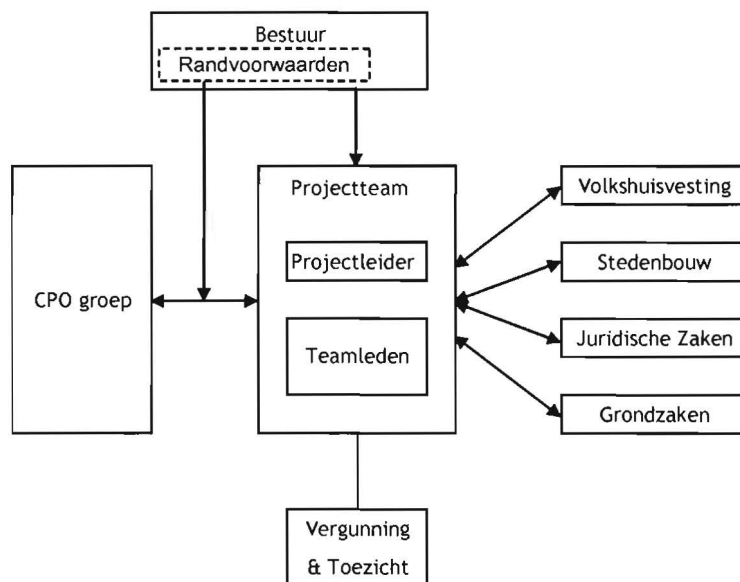 Bestuur
Randvoorwaarden
CPO groep
Projectteam
Projectleider
Teamleden
Volkshuisvesting
Stedenbouw
Juridische Zaken
Grondzaken
Vergunning
& Toezicht